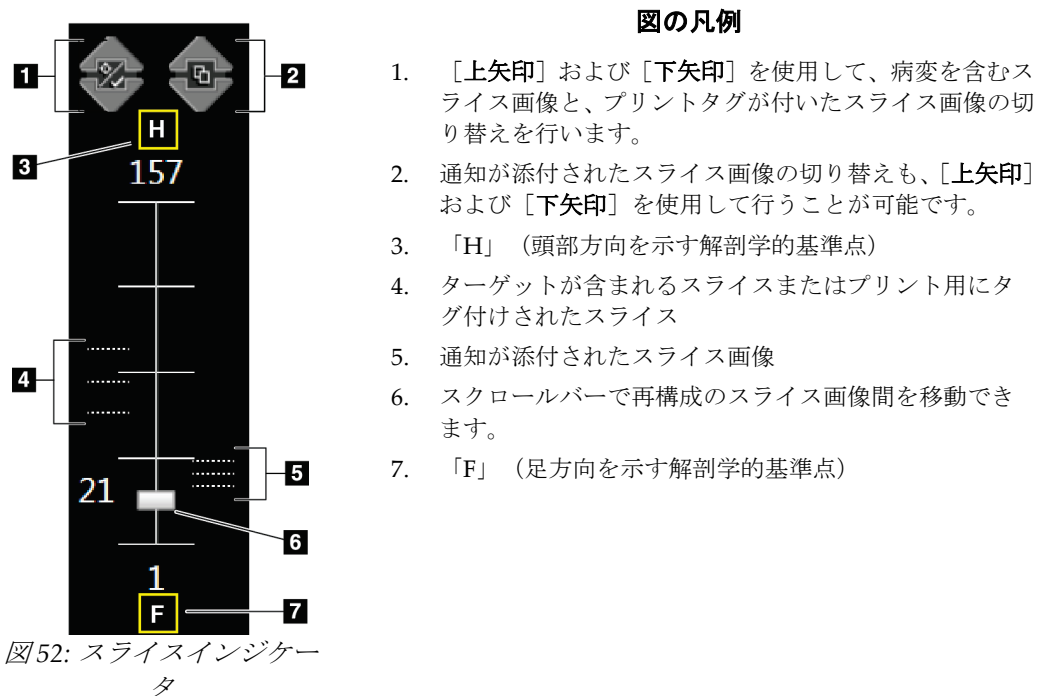 1
2
H
3
157
4
5
21
6
1
F
7
図52: スライスインジケー
タ
図の凡例
1. ［上矢印］および［下矢印］を使用して、病変を含むス
ライス画像と、プリントタグが付いたスライス画像の切
り替えを行います。
2. 通知が添付されたスライス画像の切り替えも、［上矢印］
および［下矢印］を使用して行うことが可能です。
3. 「H」（頭部方向を示す解剖学的基準点）
4. ターゲットが含まれるスライスまたはプリント用にタ
グ付けされたスライス
5. 通知が添付されたスライス画像
6. スクロールバーで再構成のスライス画像間を移動でき
ます。
7. 「F」（足方向を示す解剖学的基準点）